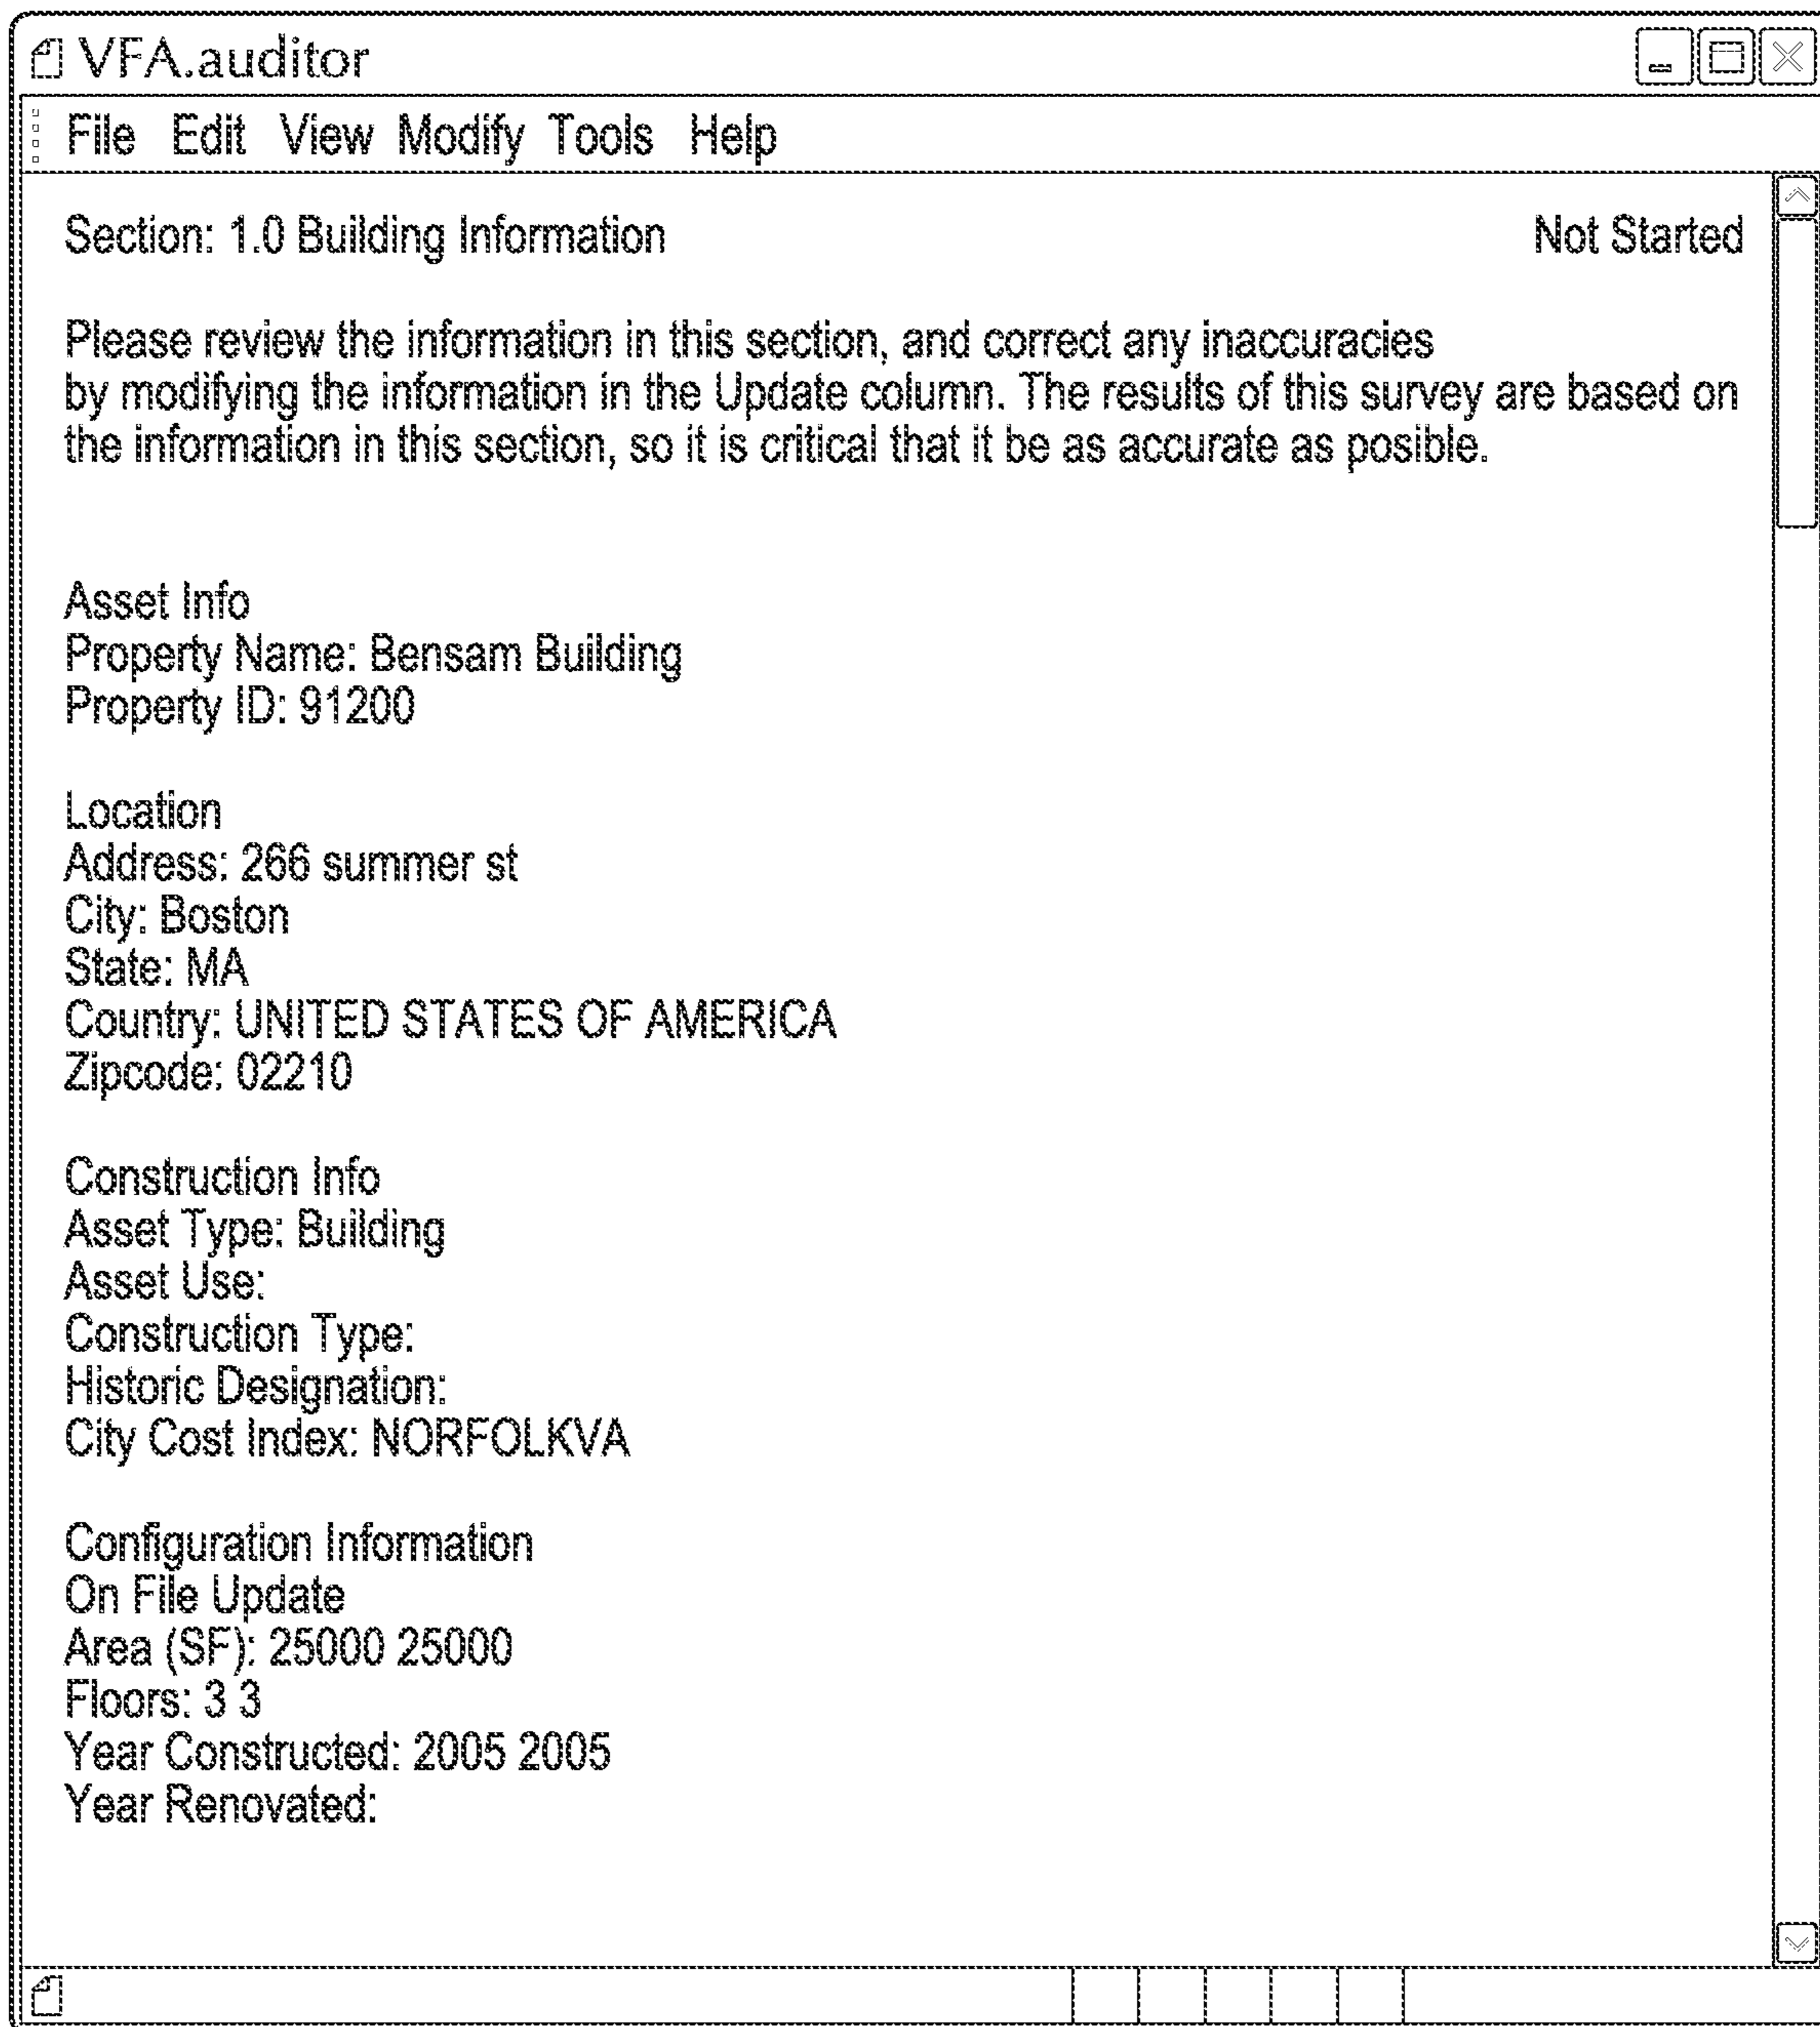 VFA.auditor
File Edit View Modify Tools Help
Section: 1.0 Building Information Not Started
Please review the information in this section, and correct any inaccuracies
by modifying the information in the Update column. The results of this survey are based on
the information in this section, so it is critical that it be as accurate as posible.
Asset Info
Property Name: Bensam Building
Property ID: 91200
Location
Address: 266 summer st
City: Boston
State: MA
Country: UNITED STATES OF AMERICA
Zipcode: 02210
Construction Info
Asset Type: Building
Asset Use:
Construction Type:
Historic Designation:
City Cost Index: NORFOLKVA
Configuration Information
On File Update
Area (SF): 25000 25000
Floors: 3 3
Year Constructed: 2005 2005
Year Renovated: